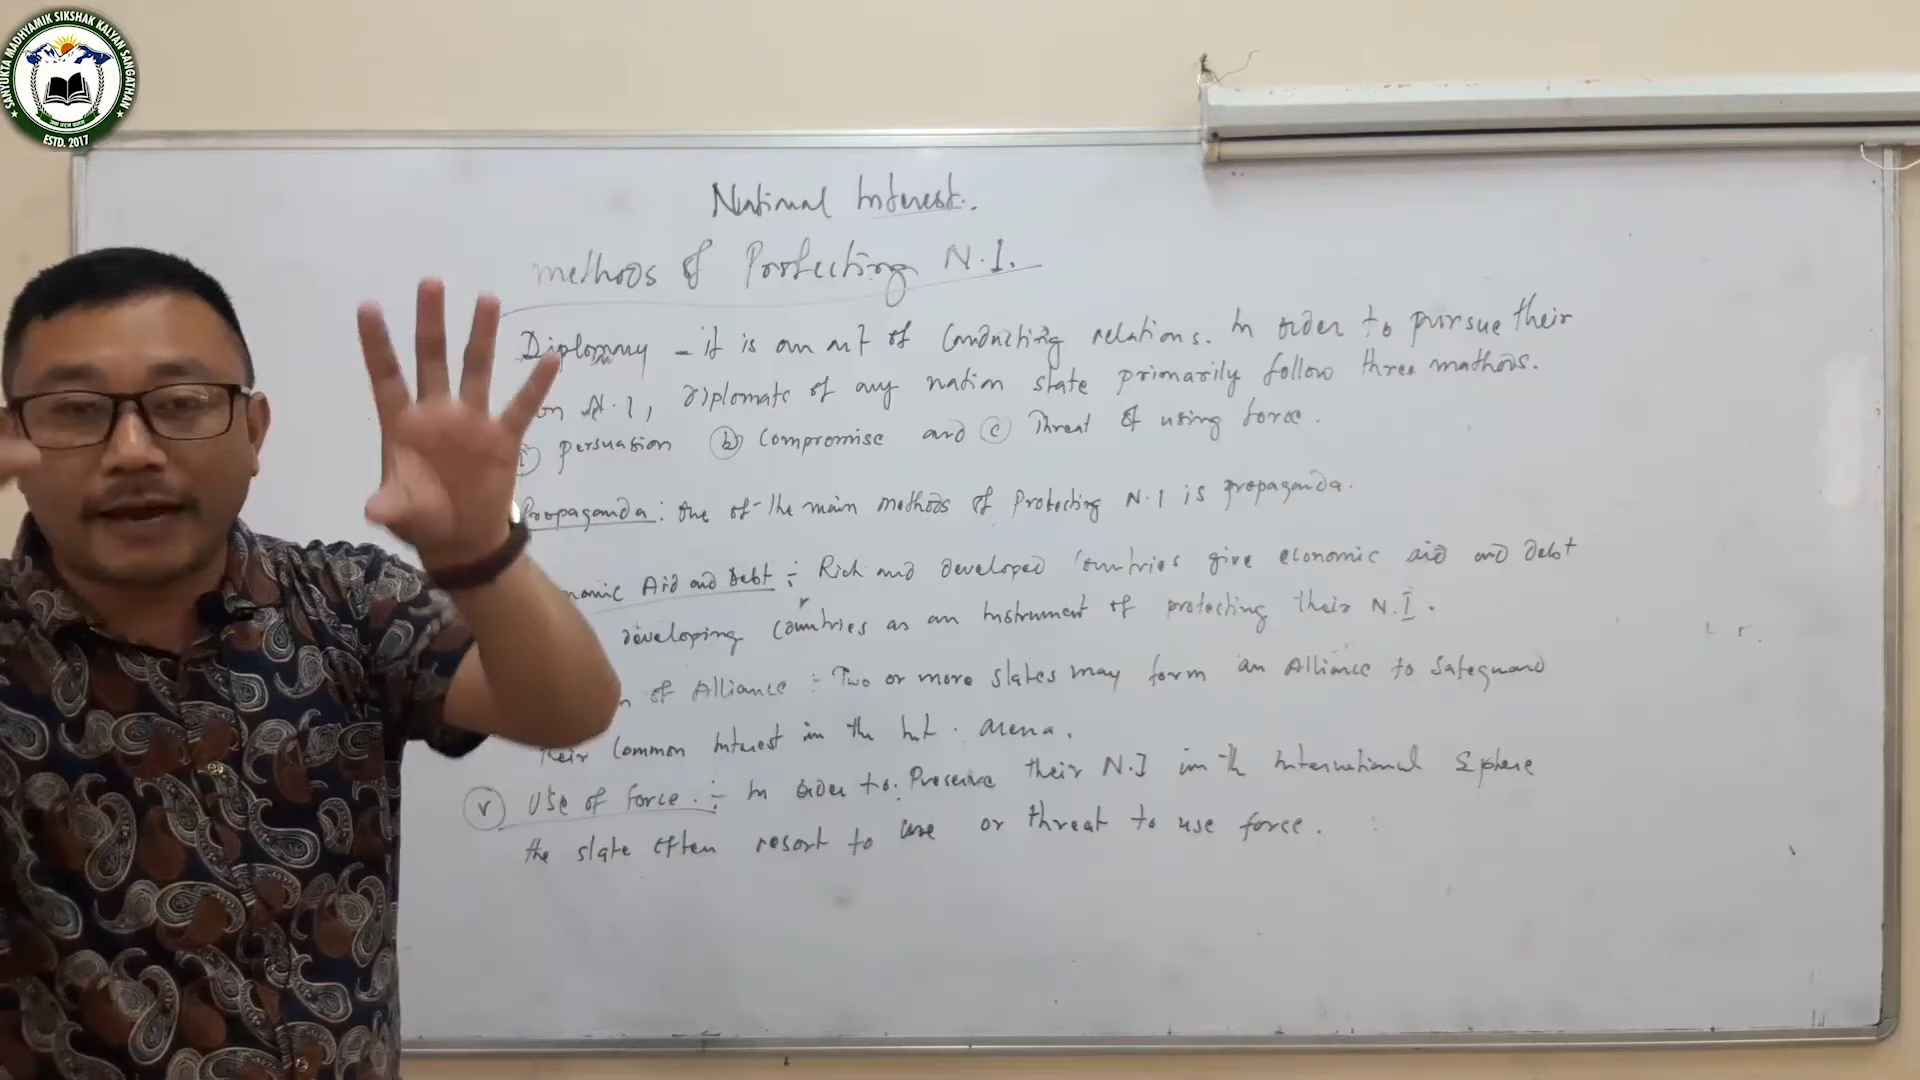 SANYUKTA MADHYAMIK SIKSHAK KALYAN SANGATHAN
ESTD. 2017
National Interest.
methods of Protecting N.I.
Diplomacy - it is an art of Conducting relations. In order to pursue their
own N.I, diplomats of any nation state primarily follow three mathods.
persuasion (b) Compromise and (c) Threat of using force.
Propaganda: One of the main methods of Protecting N.I is propaganda.
nomic Aid and Debt :- Rich and developed Countries give economic aid and debt
developing Countries as an Instrument of protecting their N.I.
n of Alliance :- Two or more states may form an Alliance to Safeguard
their Common Interest in the Int. arena.
(v) Use of force. :- In order to. Preserve their N.I in the International Sphere
the state often resort to use or threat to use force.